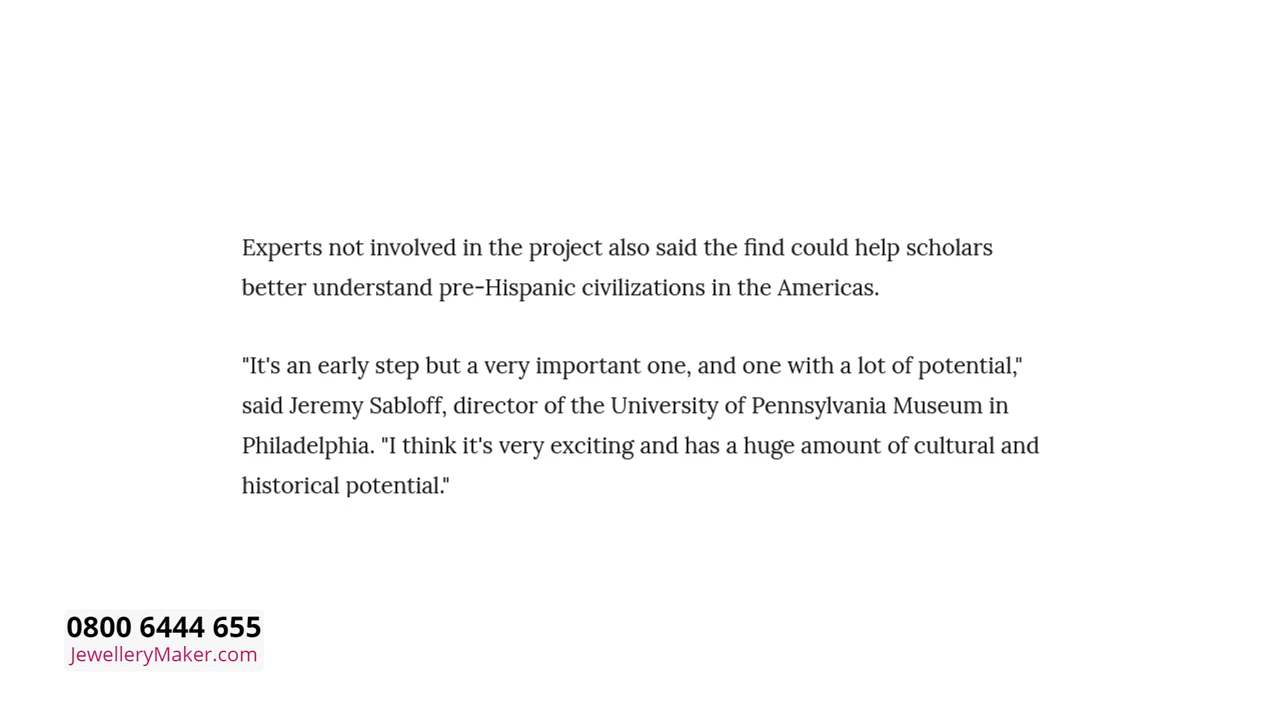 Experts not involved in the project also said the find could help scholars
better understand pre-Hispanic civilizations in the Americas.
"It's an early step but a very important one, and one with a lot of potential,"
said Jeremy Sabloff, director of the University of Pennsylvania Museum in
Philadelphia. "I think it's very exciting and has a huge amount of cultural and
historical potential."
0800 6444 655
JewelleryMaker.com